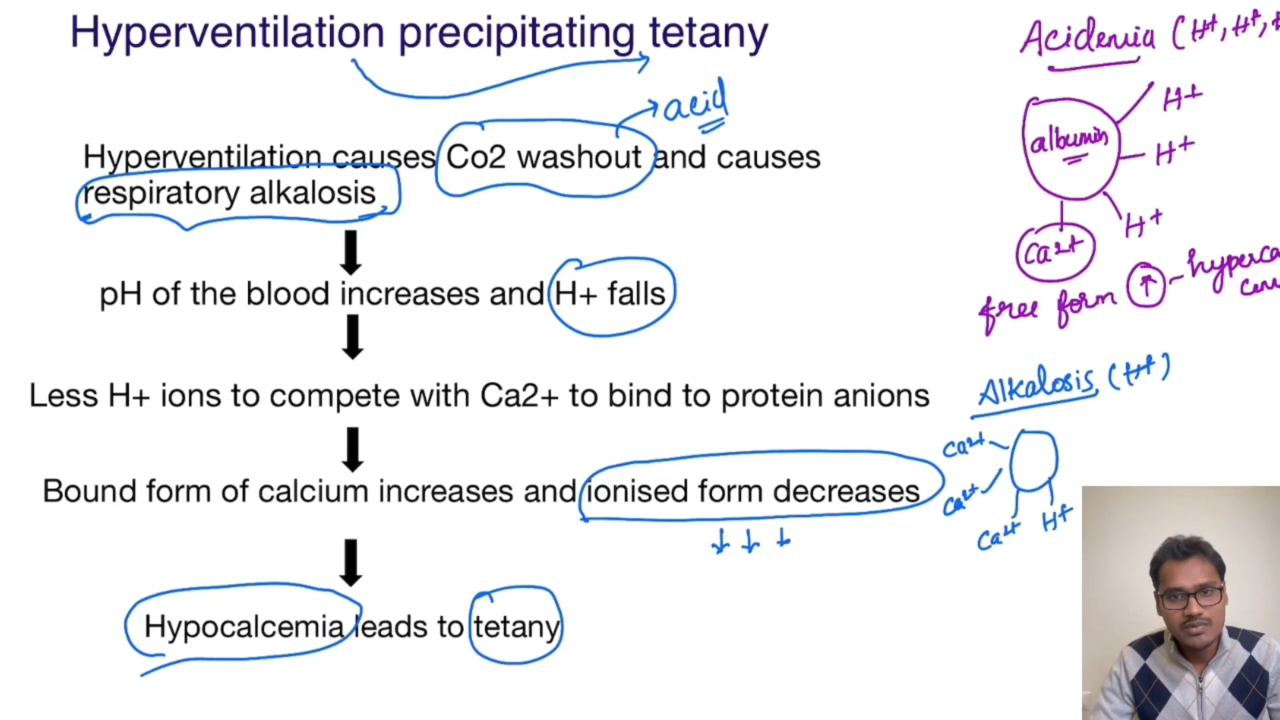 Hyperventilation precipitating tetany
acid
Hyperventilation causes Co2 washout and causes
respiratory alkalosis
pH of the blood increases and H+ falls
Less H+ ions to compete with Ca2+ to bind to protein anions
Bound form of calcium increases and ionised form decreases
↓ ↓ ↓
Hypocalcemia leads to tetany
Acidemia (H+, H+,
albumin
H+
H+
H+
Ca2+
free form ↑ - hyperca
Alkalosis (H+)
Ca2+
Ca2+
Ca2+ H+